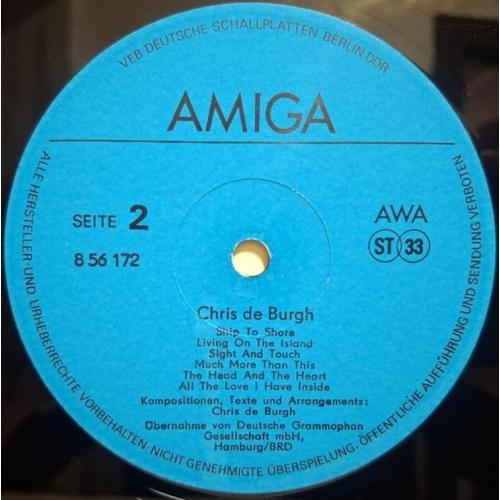 VEB DEUTSCHE SCHALLPLATTEN BERLIN DDR
AMIGA
SEITE 2
8 56 172
AWA
ST 33
Chris de Burgh
Ship To Shore
Living On The Island
Sight And Touch
Much More Than This
The Head And The Heart
All The Love I Have Inside
Kompositionen, Texte und Arrangements:
Chris de Burgh
Übernahme von Deutsche Grammophon
Gesellschaft mbH,
Hamburg/BRD
ALLE HERSTELLER-UND URHEBERRECHTE VORBEHALTEN·NICHT GENEHMIGTE ÜBERSPIELUNG·ÖFFENTLICHE AUFFÜHRUNG UND SENDUNG VERBOTEN